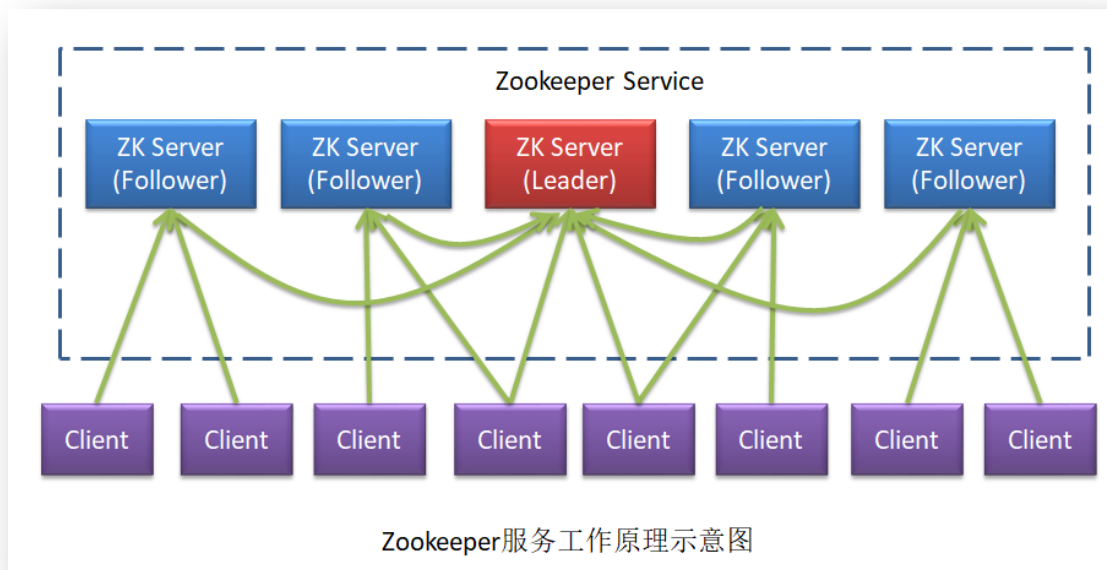 Zookeeper Service
ZK Server
(Follower)
ZK Server
(Follower)
ZK Server
(Leader)
ZK Server
(Follower)
ZK Server
(Follower)
Client
Client
Client
Client
Client
Client
Client
Client
Zookeeper服务工作原理示意图